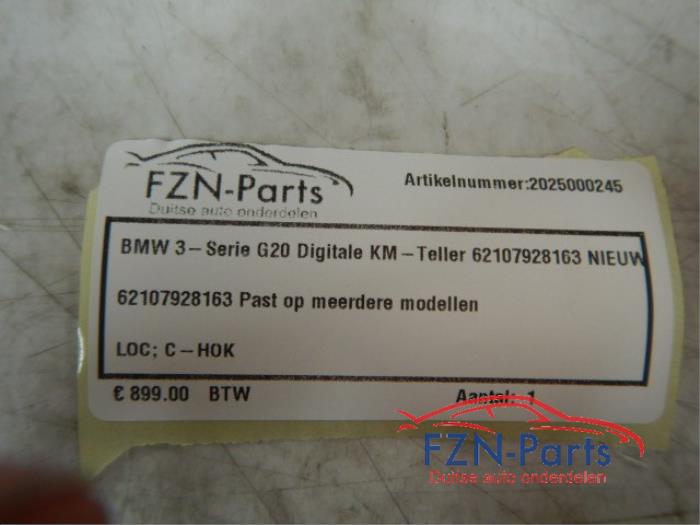 FZN-Parts
Duitse auto onderdelen
Artikelnummer:2025000245
BMW 3-Serie G20 Digitale KM-Teller 62107928163 NIEUW
62107928163 Past op meerdere modellen
LOC; C-HOK
€ 899.00 BTW
Aantal: 1
FZN-Parts
Duitse auto onderdelen